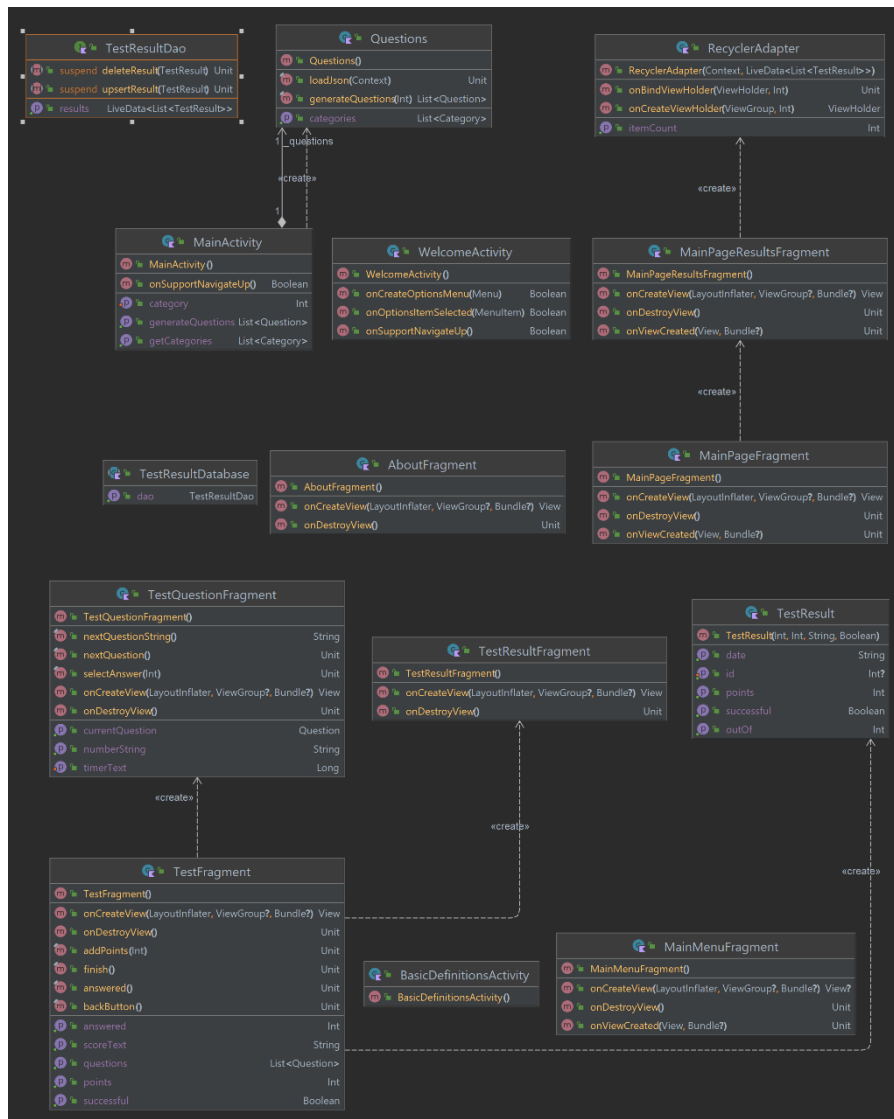 TestResultDao
suspend deleteResult(TestResult) Unit
suspend upsertResult(TestResult) Unit
results LiveData<List<TestResult>>
Questions
Questions()
loadJson(Context) Unit
generateQuestions(Int) List<Question>
categories List<Category>
RecyclerAdapter
RecyclerAdapter(Context, LiveData<List<TestResult>>)
onBindViewHolder(ViewHolder, Int) Unit
onCreateViewHolder(ViewGroup, Int) ViewHolder
itemCount Int
1 _questions
«create»
1
«create»
MainActivity
MainActivity()
onSupportNavigateUp() Boolean
category Int
generateQuestions List<Question>
getCategories List<Category>
WelcomeActivity
WelcomeActivity()
onCreateOptionsMenu(Menu) Boolean
onOptionsItemSelected(MenuItem) Boolean
onSupportNavigateUp() Boolean
MainPageResultsFragment
MainPageResultsFragment()
onCreateView(LayoutInflater, ViewGroup?, Bundle?) View
onDestroyView() Unit
onViewCreated(View, Bundle?) Unit
«create»
TestResultDatabase
dao TestResultDao
AboutFragment
AboutFragment()
onCreateView(LayoutInflater, ViewGroup?, Bundle?) View
onDestroyView() Unit
MainPageFragment
MainPageFragment()
onCreateView(LayoutInflater, ViewGroup?, Bundle?) View
onDestroyView() Unit
onViewCreated(View, Bundle?) Unit
TestQuestionFragment
TestQuestionFragment()
nextQuestionString() String
nextQuestion() Unit
selectAnswer(Int) Unit
onCreateView(LayoutInflater, ViewGroup?, Bundle?) View
onDestroyView() Unit
currentQuestion Question
numberString String
timerText Long
TestResultFragment
TestResultFragment()
onCreateView(LayoutInflater, ViewGroup?, Bundle?) View
onDestroyView() Unit
TestResult
TestResult(Int, Int, String, Boolean)
date String
id Int?
points Int
successful Boolean
outOf Int
«create»
«create»
«create»
TestFragment
TestFragment()
onCreateView(LayoutInflater, ViewGroup?, Bundle?) View
onDestroyView() Unit
addPoints(Int) Unit
finish() Unit
answered() Unit
backButton() Unit
answered Int
scoreText String
questions List<Question>
points Int
successful Boolean
BasicDefinitionsActivity
BasicDefinitionsActivity()
MainMenuFragment
MainMenuFragment()
onCreateView(LayoutInflater, ViewGroup?, Bundle?) View?
onDestroyView() Unit
onViewCreated(View, Bundle?) Unit